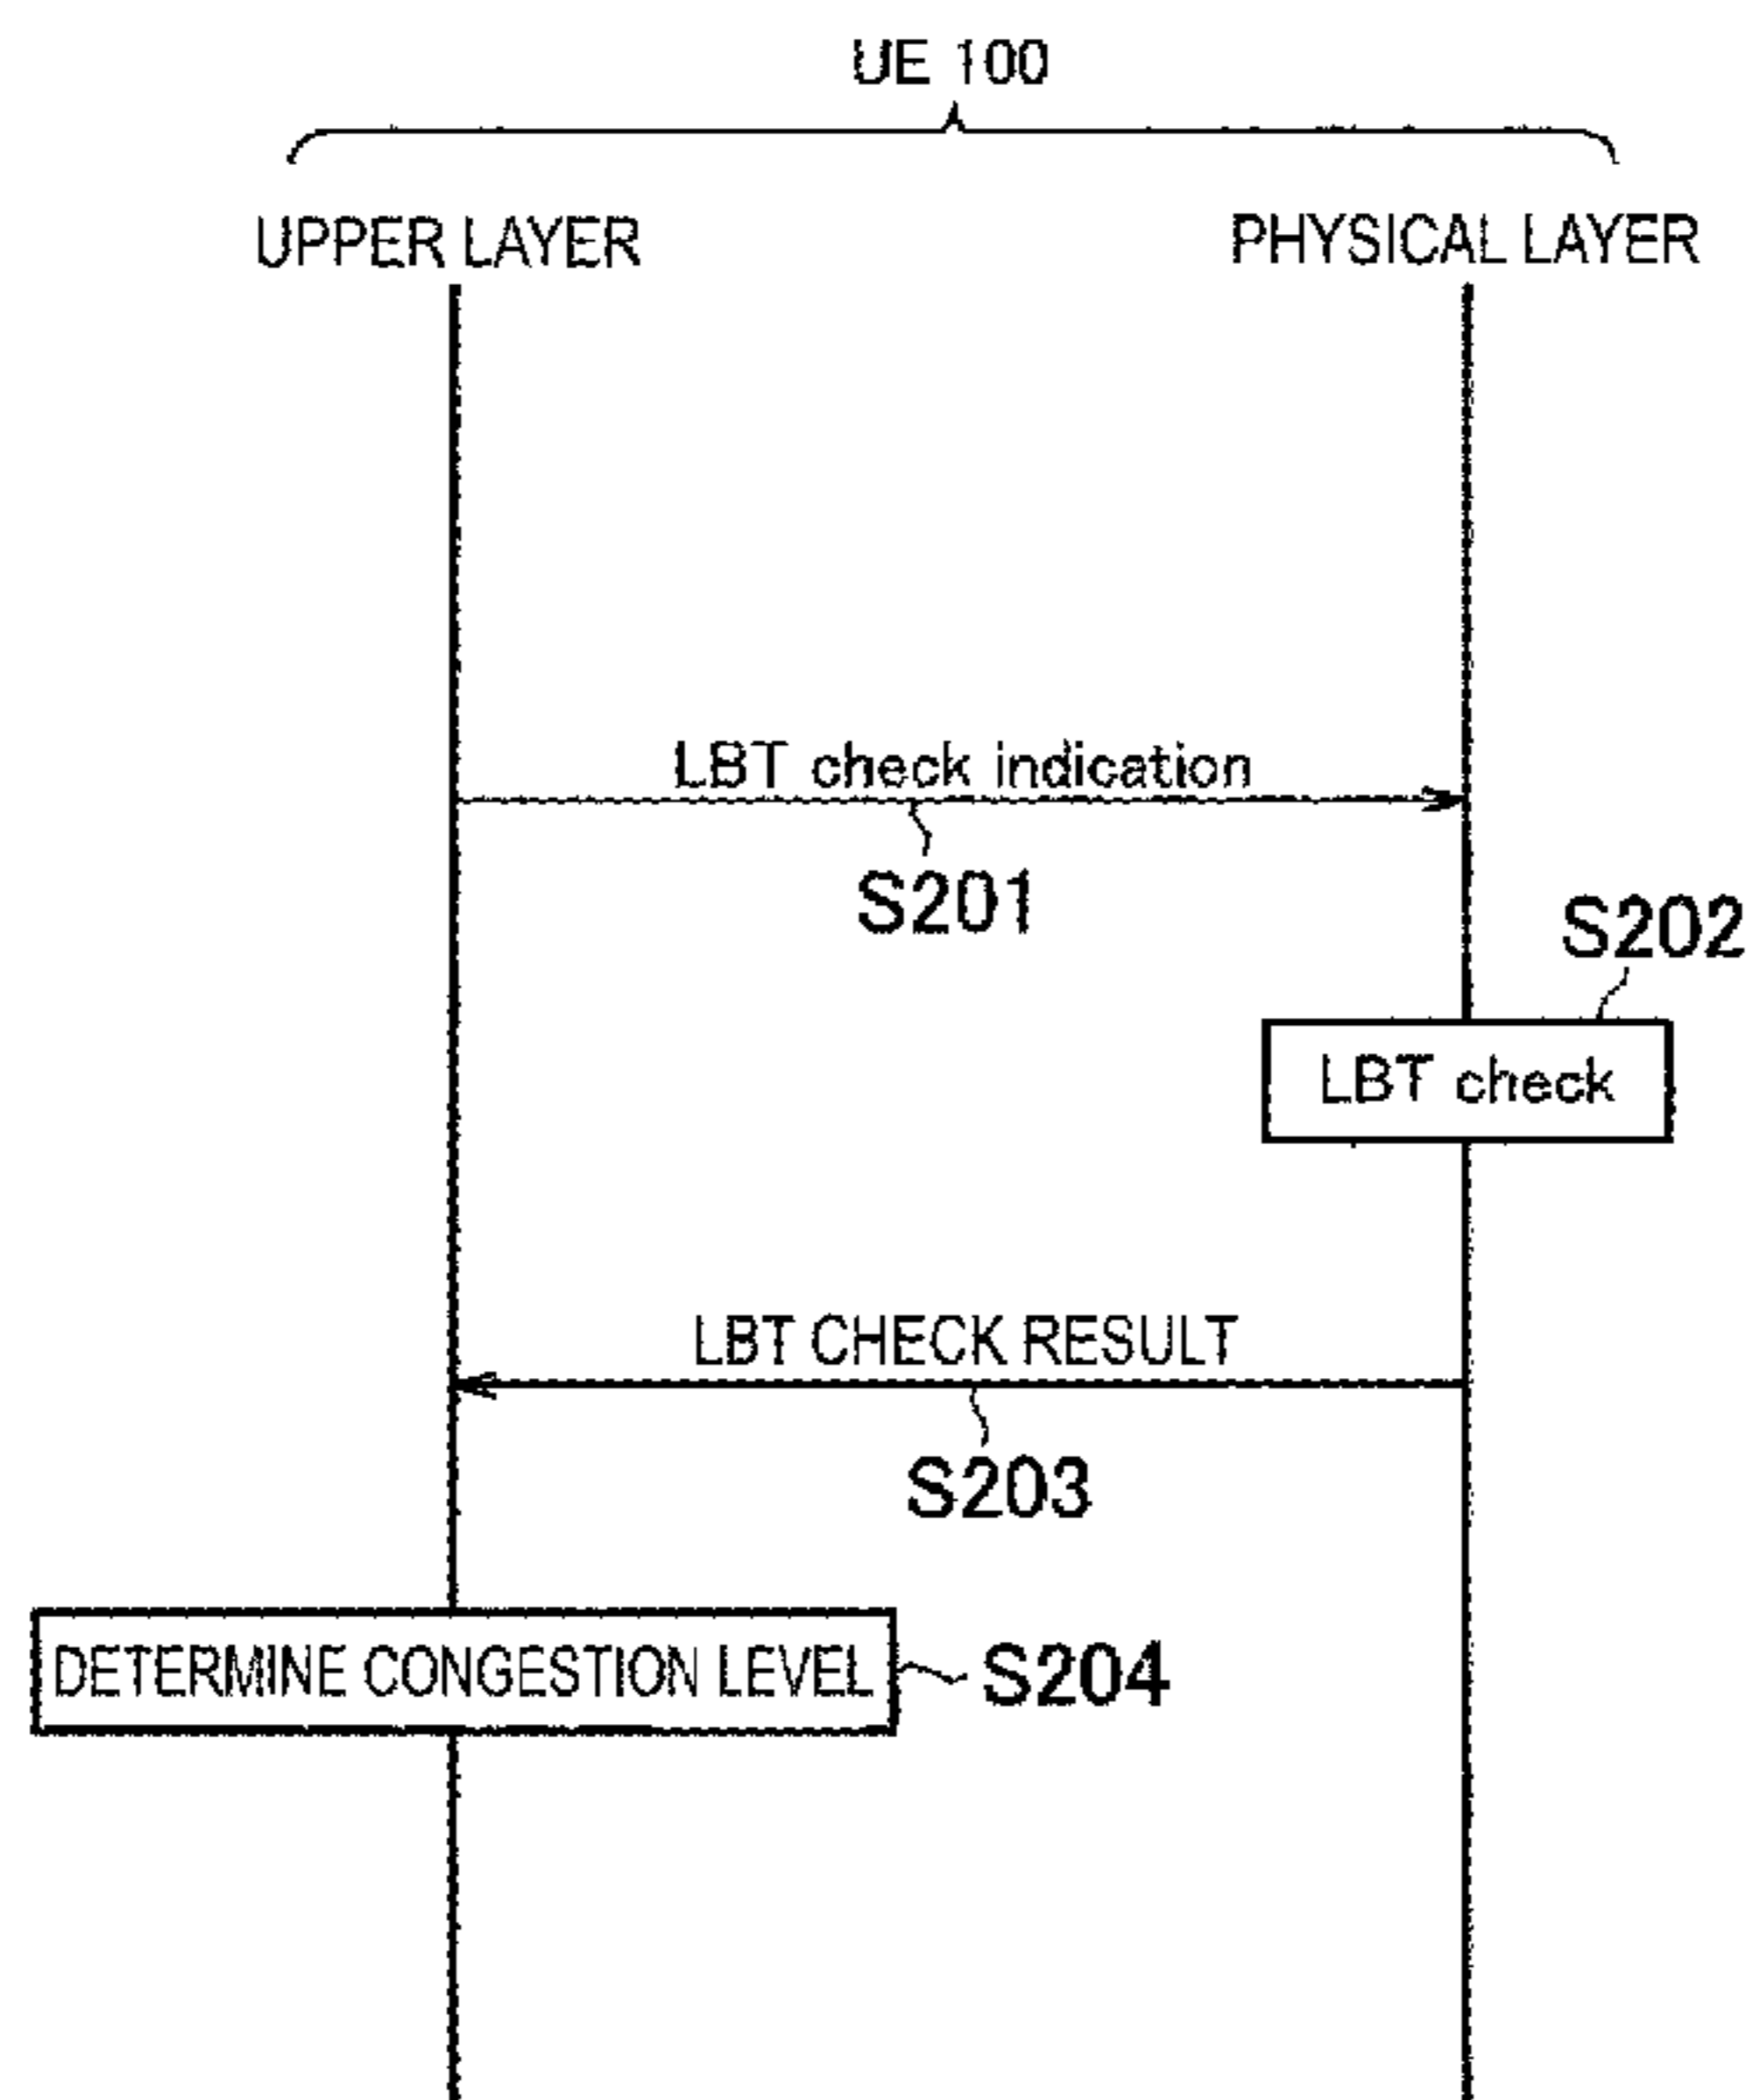 UE 100
UPPER LAYER
PHYSICAL LAYER
LBT check indication
S201
S202
LBT check
LBT CHECK RESULT
S203
DETERMINE CONGESTION LEVEL
S204